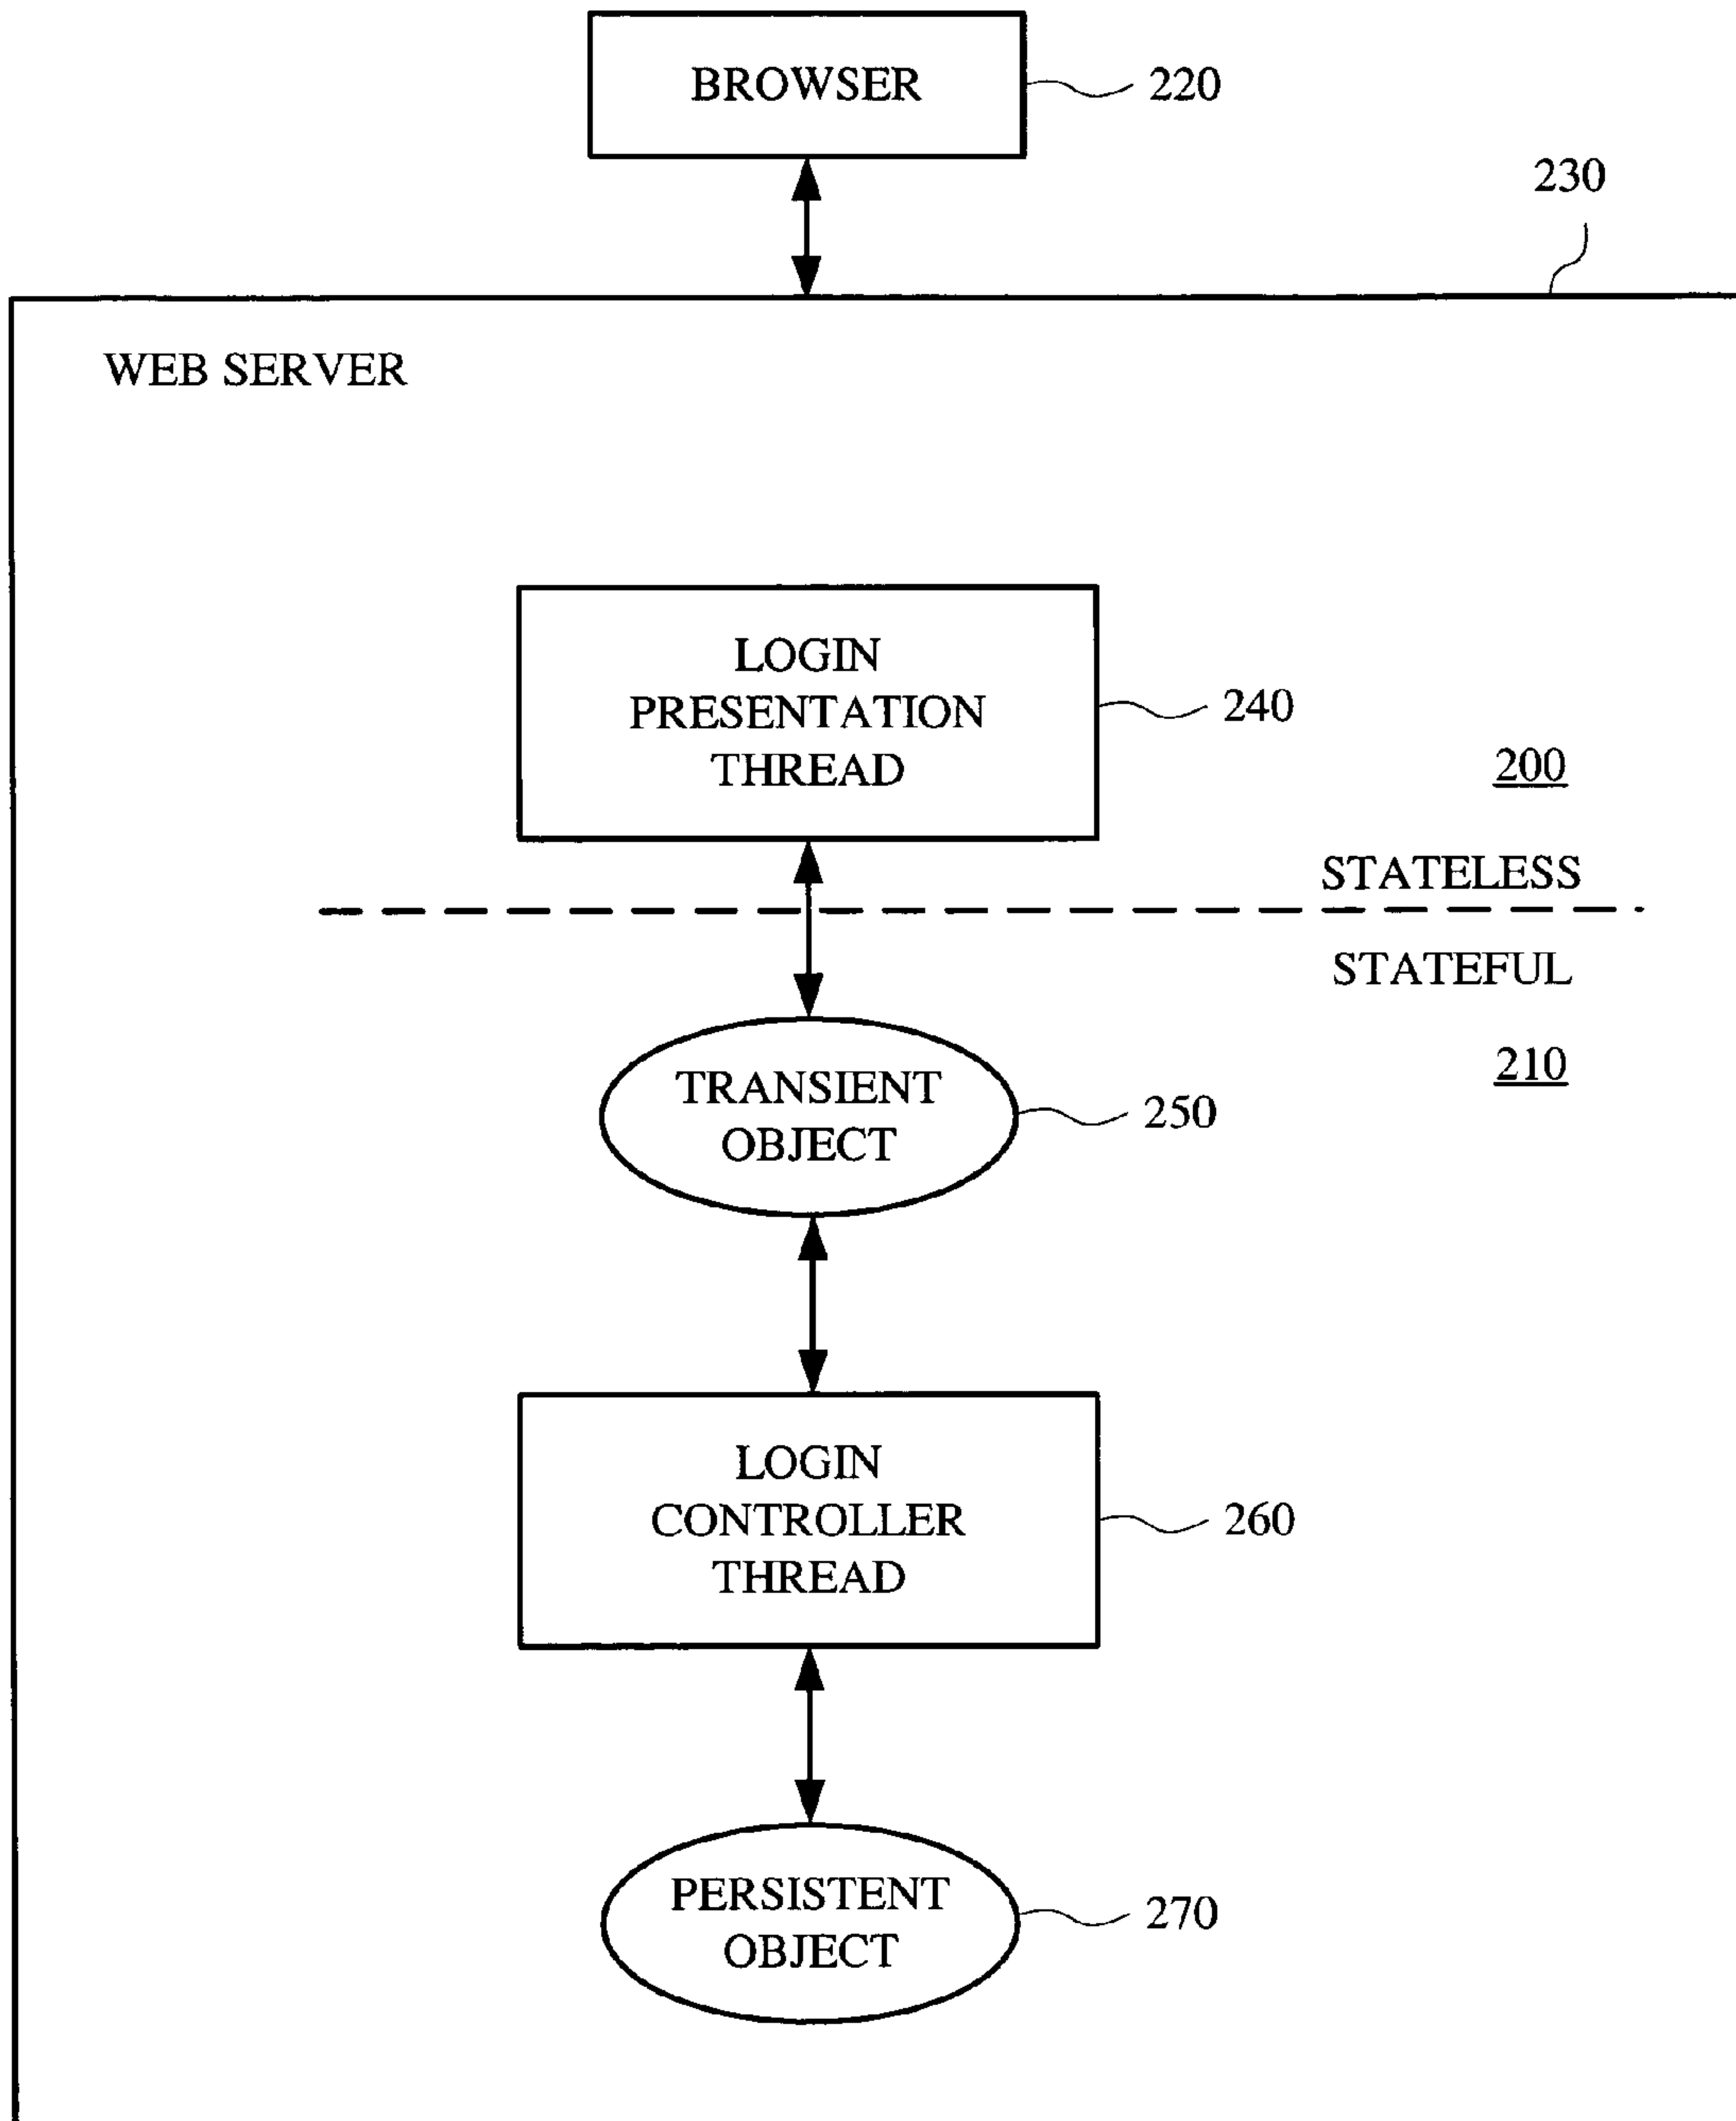 BROWSER
220
230
WEB SERVER
LOGIN
PRESENTATION
THREAD
240
200
STATELESS
STATEFUL
210
TRANSIENT
OBJECT
250
LOGIN
CONTROLLER
THREAD
260
PERSISTENT
OBJECT
270